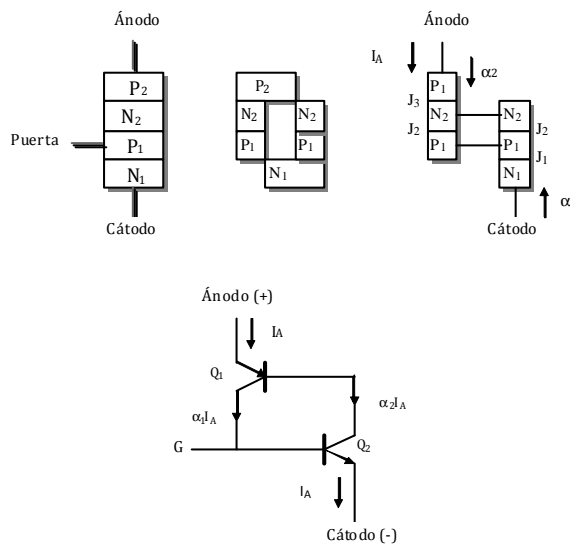 Ánodo
P2
N2
Puerta
P1
N1
Cátodo
P2
N2 N2
P1 P1
N1
Ánodo
IA
α2
P1
J3
N2 N2
J2 J2
P1 P1
J1
N1
α
Cátodo
Ánodo (+)
IA
Q1
α1IA
α2IA
G
Q2
IA
Cátodo (-)